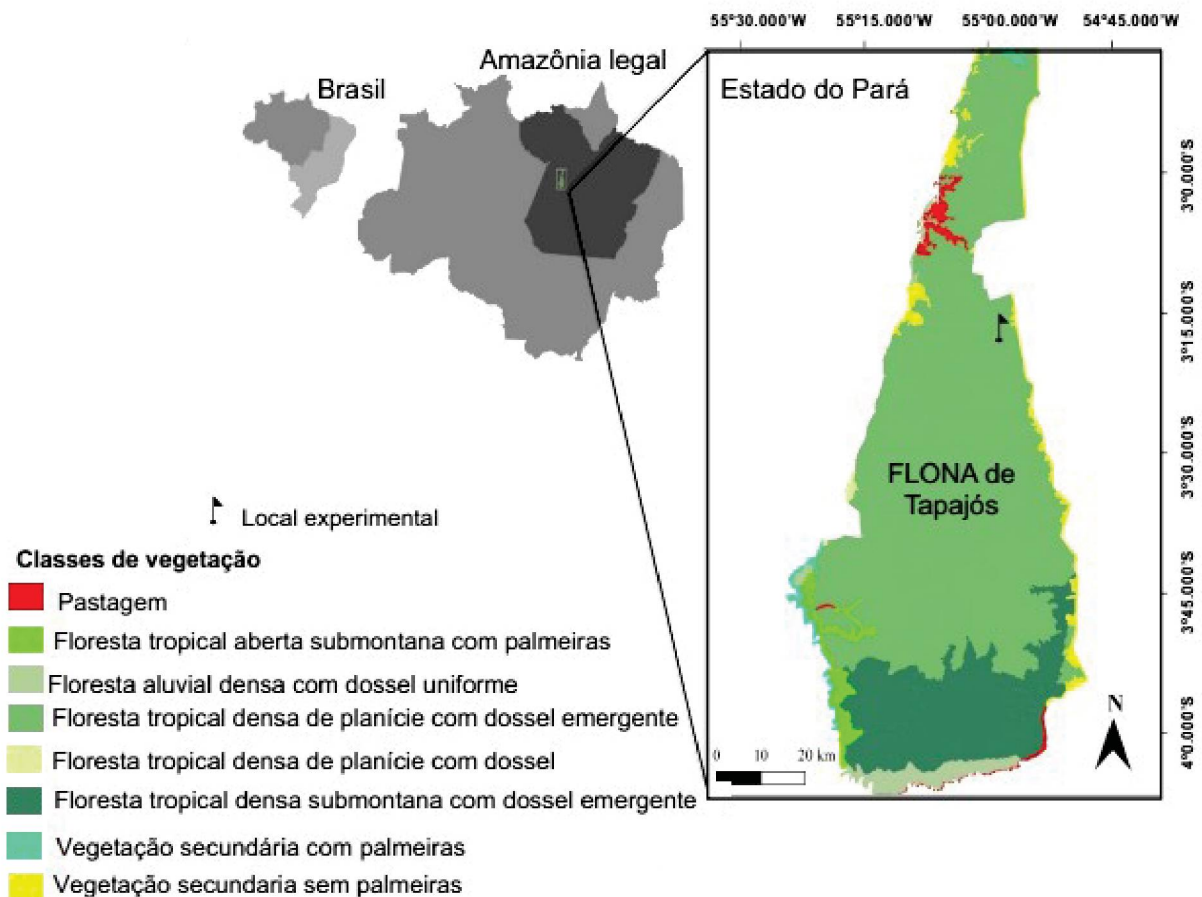 55°30.000'W 55°15.000'W 55°00.000'W 54°45.000'W
Amazônia legal
Brasil
Estado do Pará
3°0.000'S
3°15.000'S
3°30.000'S
3°45.000'S
4°0.000'S
FLONA de
Tapajós
N
0 10 20 km
Local experimental
Classes de vegetação
Pastagem
Floresta tropical aberta submontana com palmeiras
Floresta aluvial densa com dossel uniforme
Floresta tropical densa de planície com dossel emergente
Floresta tropical densa de planície com dossel
Floresta tropical densa submontana com dossel emergente
Vegetação secundária com palmeiras
Vegetação secundaria sem palmeiras